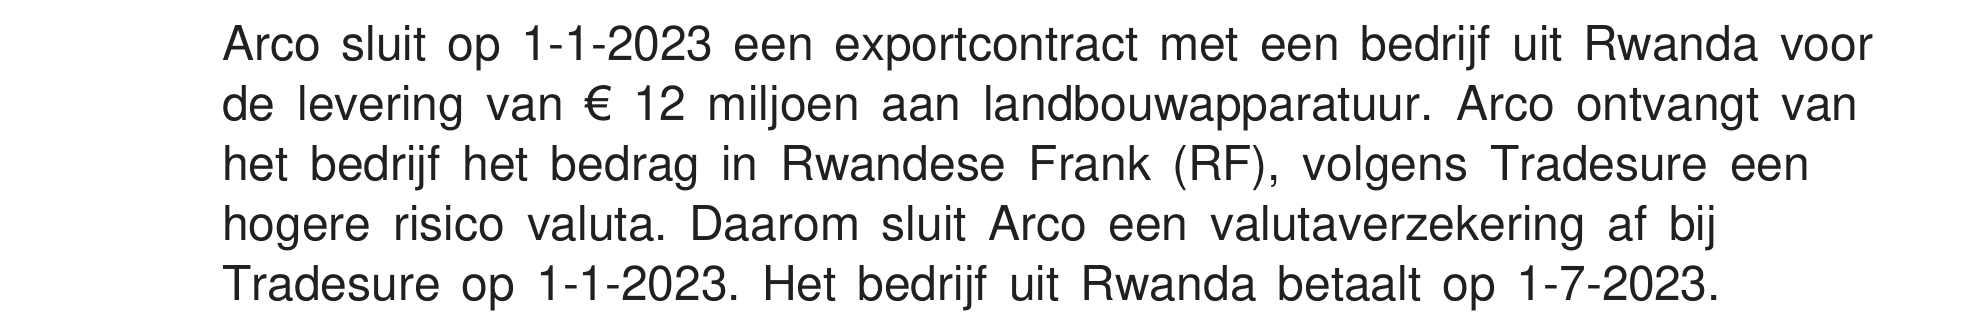 Arco sluit op 1-1-2023 een exportcontract met een bedrijf uit Rwanda voor
de levering van € 12 miljoen aan landbouwapparatuur. Arco ontvangt van
het bedrijf het bedrag in Rwandese Frank (RF), volgens Tradesure een
hogere risico valuta. Daarom sluit Arco een valutaverzekering af bij
Tradesure op 1-1-2023. Het bedrijf uit Rwanda betaalt op 1-7-2023.